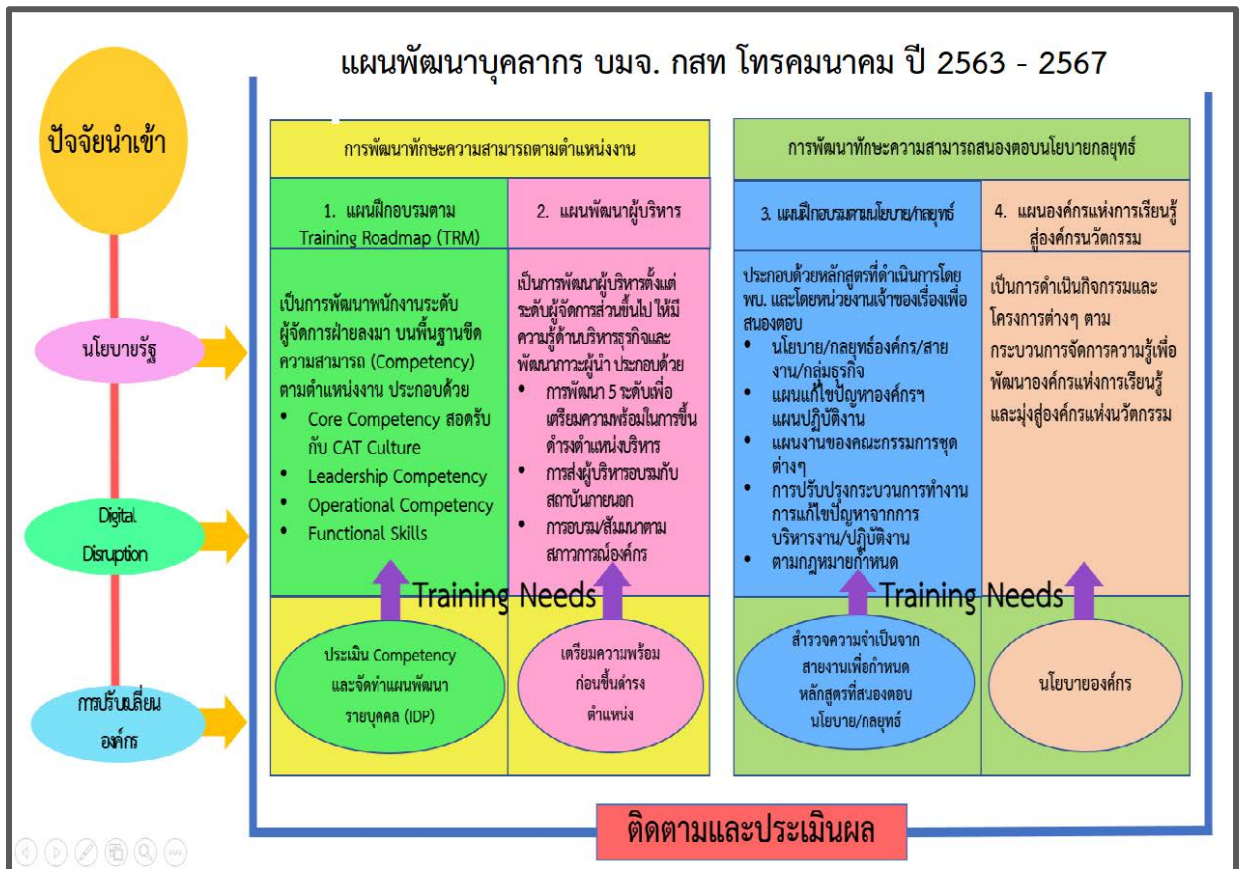 แผนพัฒนาบุคลากร บมจ. กสท โทรคมนาคม ปี 2563 - 2567
ปัจจัยนำเข้า
นโยบายรัฐ
Digital
Disruption
การปรับเปลี่ยน
องค์กร
การพัฒนาทักษะความสามารถตามตำแหน่งงาน
1. แผนฝึกอบรมตาม
Training Roadmap (TRM)
เป็นการพัฒนาพนักงานระดับ
ผู้จัดการฝ่ายลงมา บนพื้นฐานขีด
ความสามารถ (Competency)
ตามตำแหน่งงาน ประกอบด้วย
• Core Competency สอดรับ
กับ CAT Culture
• Leadership Competency
• Operational Competency
• Functional Skills
2. แผนพัฒนาผู้บริหาร
เป็นการพัฒนาผู้บริหารตั้งแต่
ระดับผู้จัดการส่วนขึ้นไป ให้มี
ความรู้ด้านบริหารธุรกิจและ
พัฒนาภาวะผู้นำ ประกอบด้วย
• การพัฒนา 5 ระดับเพื่อ
เตรียมความพร้อมในการขึ้น
ดำรงตำแหน่งบริหาร
• การส่งผู้บริหารอบรมกับ
สถาบันภายนอก
• การอบรม/สัมมนาตาม
สภาวการณ์องค์กร
Training Needs
ประเมิน Competency
และจัดทำแผนพัฒนา
รายบุคคล (IDP)
เตรียมความพร้อม
ก่อนขึ้นดำรง
ตำแหน่ง
การพัฒนาทักษะความสามารถสนองตอบนโยบายกลยุทธ์
3. แผนฝึกอบรมตามนโยบาย/กลยุทธ์
ประกอบด้วยหลักสูตรที่ดำเนินการโดย
พบ. และโดยหน่วยงานเจ้าของเรื่องเพื่อ
สนองตอบ
• นโยบาย/กลยุทธ์องค์กร/สาย
งาน/กลุ่มธุรกิจ
• แผนแก้ไขปัญหาองค์กรฯ
แผนปฏิบัติงาน
• แผนงานของคณะกรรมการชุด
ต่างๆ
• การปรับปรุงกระบวนการทำงาน
การแก้ไขปัญหาจากการ
บริหารงาน/ปฏิบัติงาน
• ตามกฎหมายกำหนด
4. แผนองค์กรแห่งการเรียนรู้
สู่องค์กรนวัตกรรม
เป็นการดำเนินกิจกรรมและ
โครงการต่างๆ ตาม
กระบวนการจัดการความรู้เพื่อ
พัฒนาองค์กรแห่งการเรียนรู้
และมุ่งสู่องค์กรแห่งนวัตกรรม
Training Needs
สำรวจความจำเป็นจาก
สายงานเพื่อกำหนด
หลักสูตรที่สนองตอบ
นโยบาย/กลยุทธ์
นโยบายองค์กร
ติดตามและประเมินผล